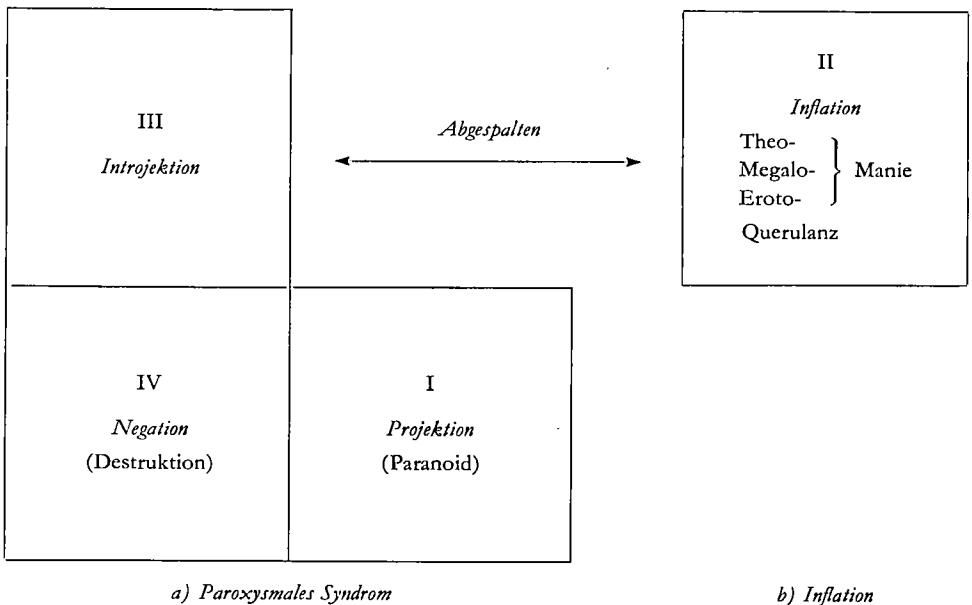 III
Introjektion
Abgespalten
II
Inflation
Theo-
Megalo- } Manie
Eroto-
Querulanz
IV
Negation
(Destruktion)
I
Projektion
(Paranoid)
a) Paroxysmales Syndrom
b) Inflation